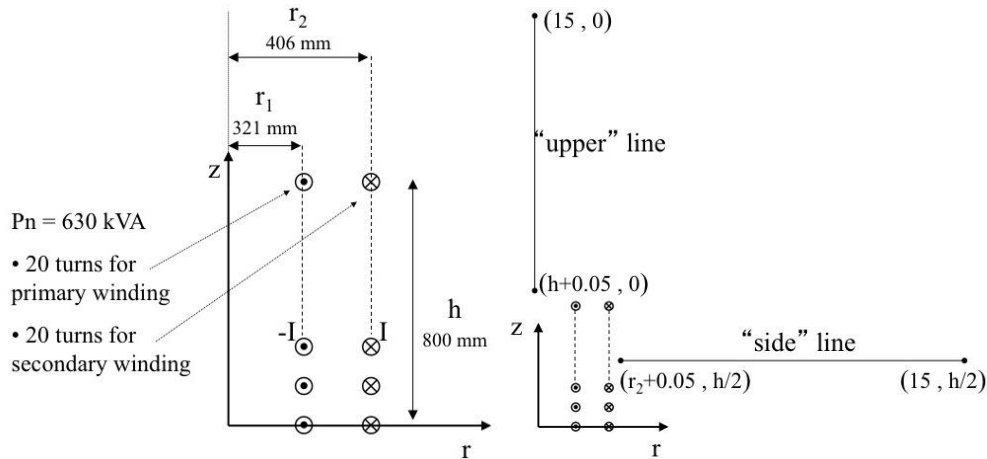 r2
406 mm
r1
321 mm
z
Pn = 630 kVA
• 20 turns for
primary winding
• 20 turns for
secondary winding
-I
I
h
800 mm
r
(15 , 0)
“upper” line
(h+0.05 , 0)
z
“side” line
(r2+0.05 , h/2)
(15 , h/2)
r